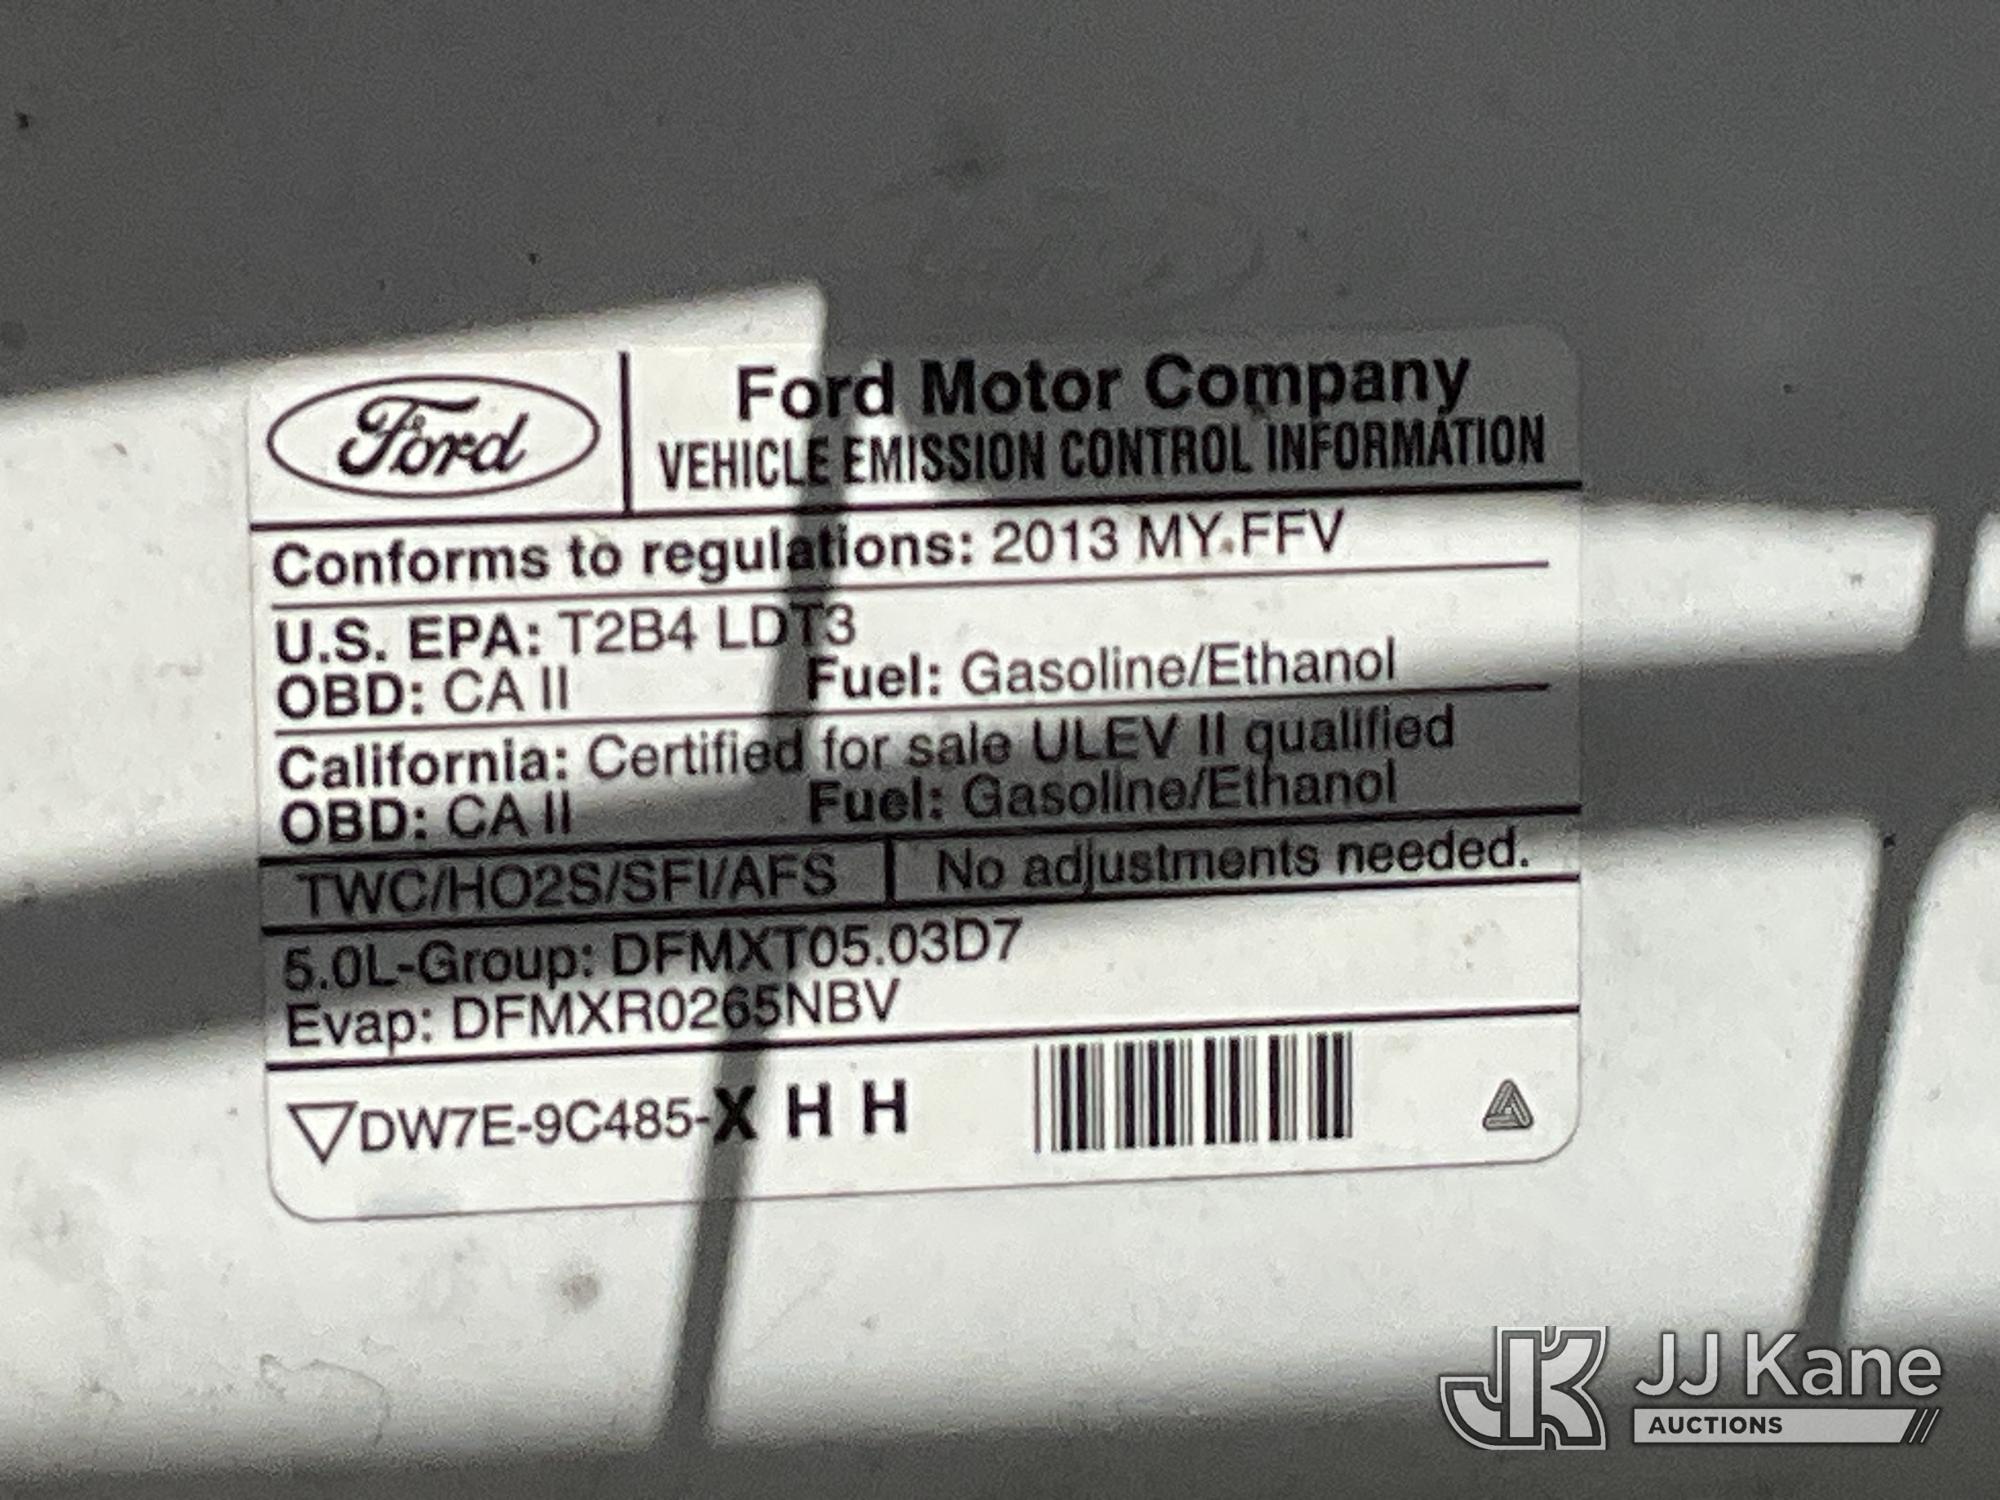 Ford
Ford Motor Company
VEHICLE EMISSION CONTROL INFORMATION
Conforms to regulations: 2013 MY FFV
U.S. EPA: T2B4 LDT3
OBD: CA II Fuel: Gasoline/Ethanol
California: Certified for sale ULEV II qualified
OBD: CA II Fuel: Gasoline/Ethanol
TWC/HO2S/SFI/AFS No adjustments needed.
5.0L-Group: DFMXT05.03D7
Evap: DFMXR0265NBV
DW7E-9C485-X H H
JK JJ Kane
AUCTIONS